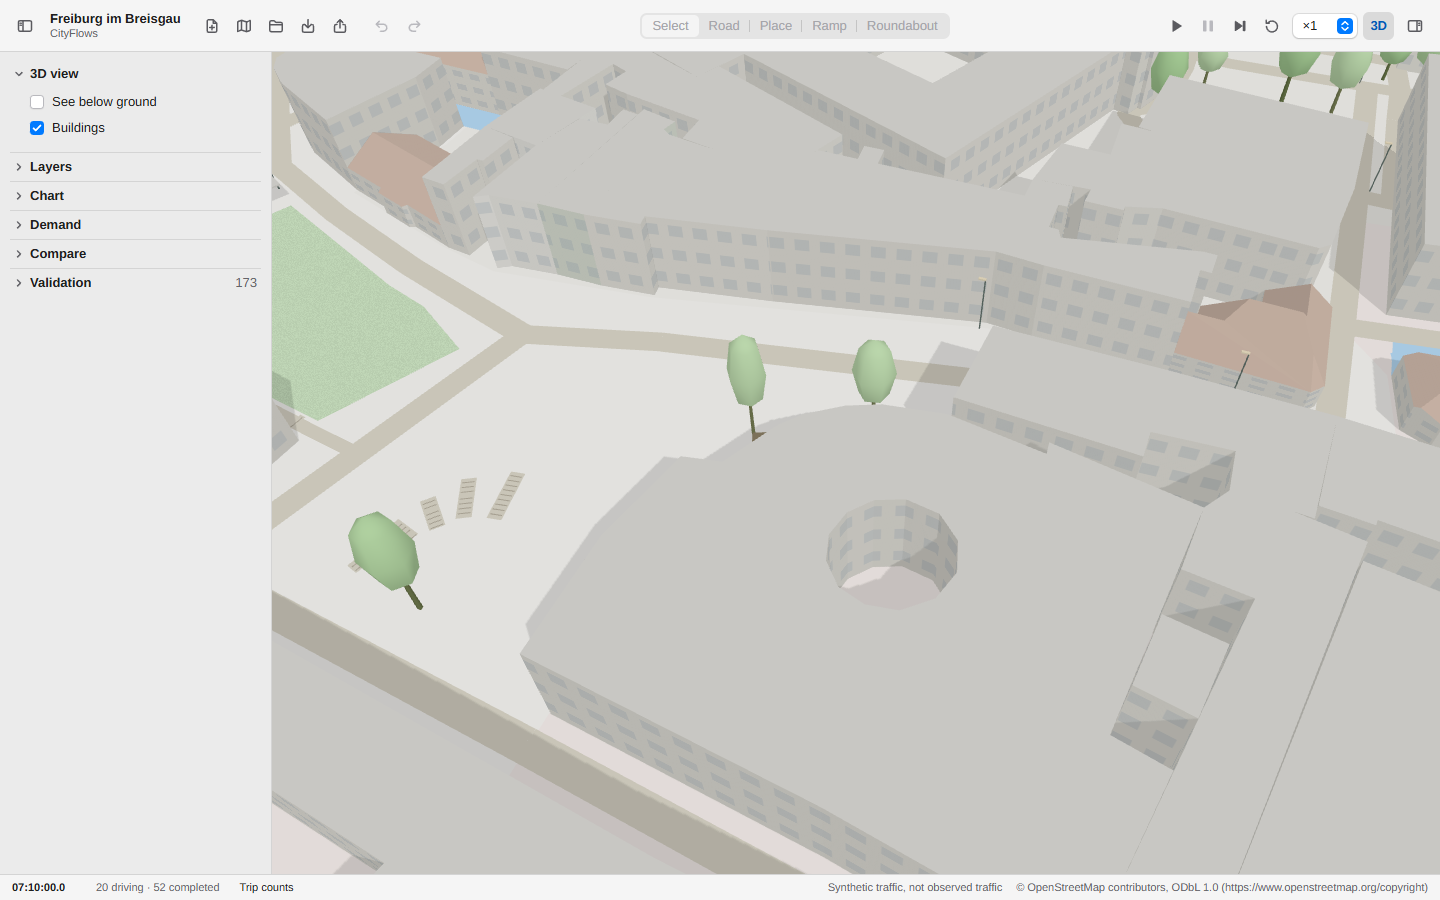 Freiburg im Breisgau
CityFlows
Select
Road
Place
Ramp
Roundabout
×1
3D
3D view
See below ground
Buildings
Layers
Chart
Demand
Compare
Validation 173
07:10:00.0
20 driving · 52 completed
Trip counts
Synthetic traffic, not observed traffic
© OpenStreetMap contributors, ODbL 1.0 (https://www.openstreetmap.org/copyright)